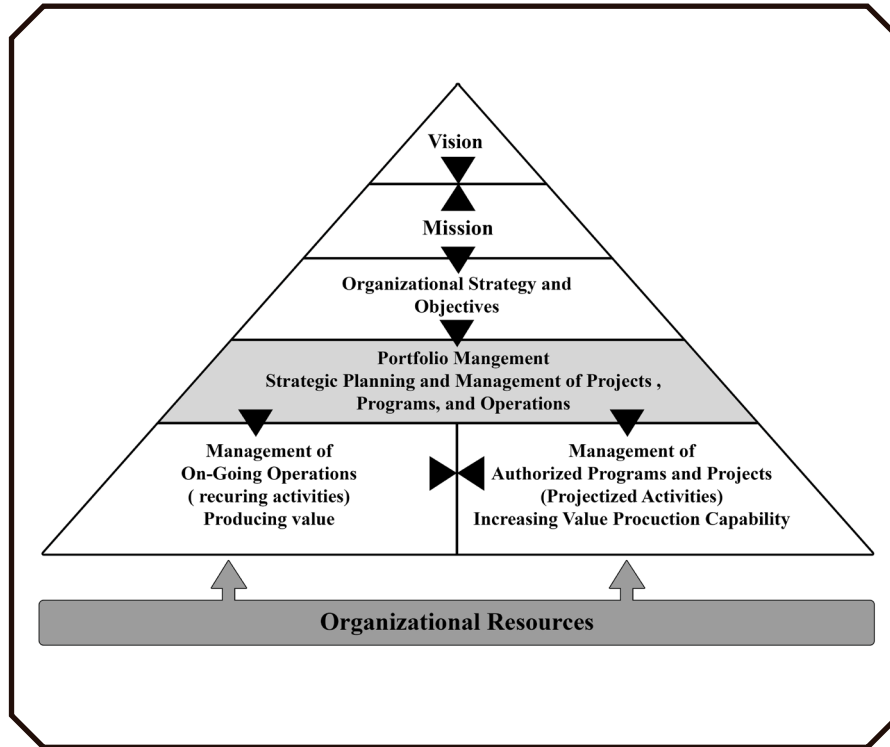 Vision
Mission
Organizational Strategy and
Objectives
Portfolio Mangement
Strategic Planning and Management of Projects ,
Programs, and Operations
Management of
On-Going Operations
( recuring activities)
Producing value
Management of
Authorized Programs and Projects
(Projectized Activities)
Increasing Value Procuction Capability
Organizational Resources